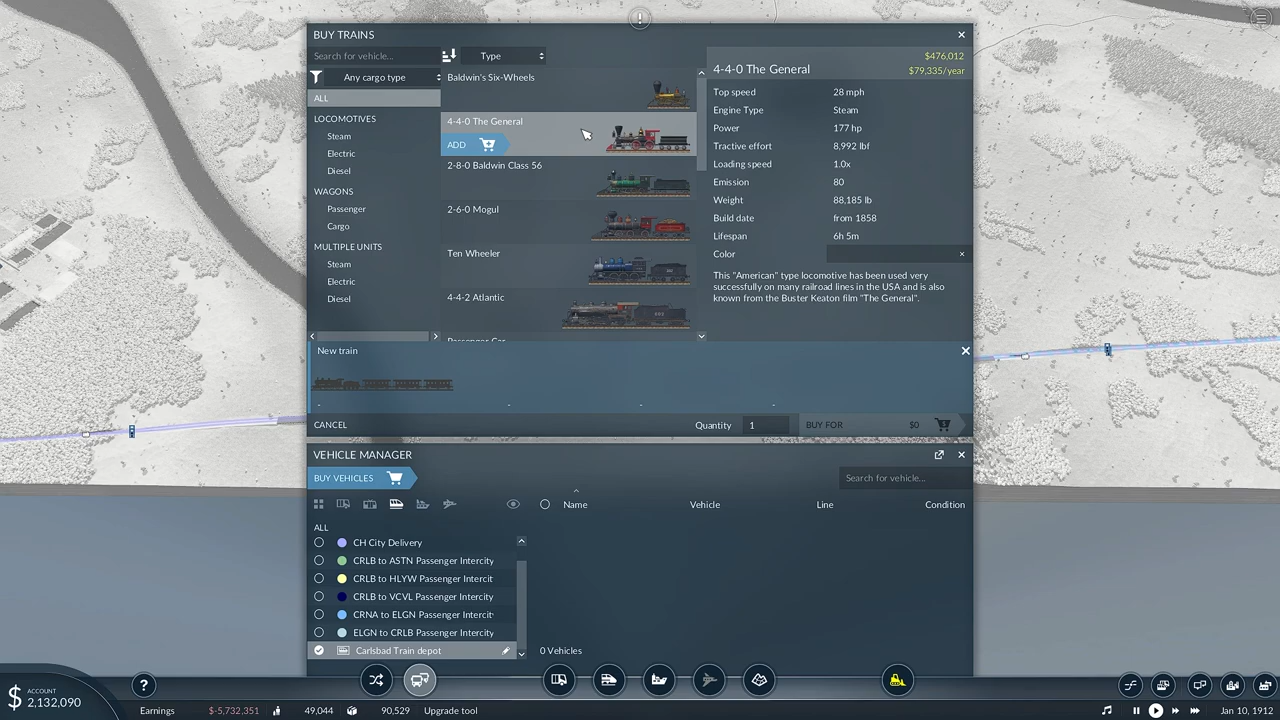 BUY TRAINS
Search for vehicle...
Type
Any cargo type
ALL
LOCOMOTIVES
Steam
Electric
Diesel
WAGONS
Passenger
Cargo
MULTIPLE UNITS
Steam
Electric
Diesel
Baldwin's Six-Wheels
4-4-0 The General
ADD
2-8-0 Baldwin Class 56
2-6-0 Mogul
Ten Wheeler
4-4-2 Atlantic
Passenger Car
$476,012
4-4-0 The General
$79,335/year
Top speed 28 mph
Engine Type Steam
Power 177 hp
Tractive effort 8,992 lbf
Loading speed 1.0x
Emission 80
Weight 88,185 lb
Build date from 1858
Lifespan 6h 5m
Color
This "American" type locomotive has been used very
successfully on many railroad lines in the USA and is also
known from the Buster Keaton film "The General".
New train
CANCEL
Quantity 1
BUY FOR $0
VEHICLE MANAGER
BUY VEHICLES
Search for vehicle...
Name Vehicle Line Condition
ALL
CH City Delivery
CRLB to ASTN Passenger Intercity
CRLB to HLYW Passenger Intercit
CRLB to VCVL Passenger Intercity
CRNA to ELGN Passenger Intercit
ELGN to CRLB Passenger Intercity
Carlsbad Train depot
0 Vehicles
$ ACCOUNT
2,132,090
?
Earnings $-5,732,351 49,044 90,529 Upgrade tool
Jan 10, 1912